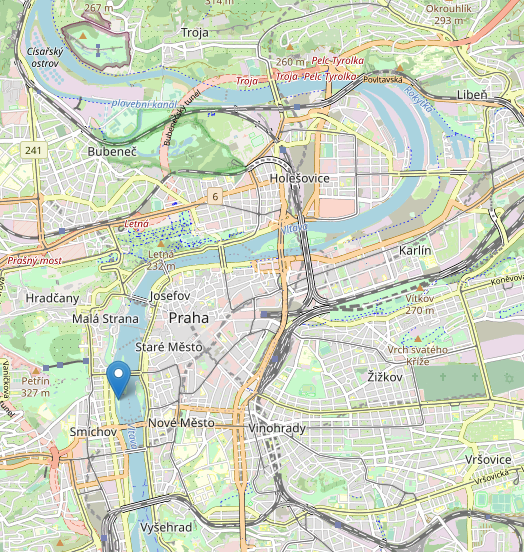 267 m
Okrouhlík
293 m
Troja
Císařský
ostrov
260 m
Pelc-Tyrolka
Troja
Troja. Pelc-Tyrolka
Povltavská
Libeň
plavební kanál
Rokytka
Bubenečský tunel
241
Bubeneč
Holešovice
6
Letná
Vltava
Prašný most
Letná
232 m
Karlín
Koněvova
Hradčany
Josefov
Vítkov
270 m
Malá Strana
Praha
Staré Město
Vrch svatého
Kříže
Petřín
327 m
Žižkov
Smíchov
Nové Město
Vinohrady
Vltava
Vršovice
Vršovická
Vyšehrad